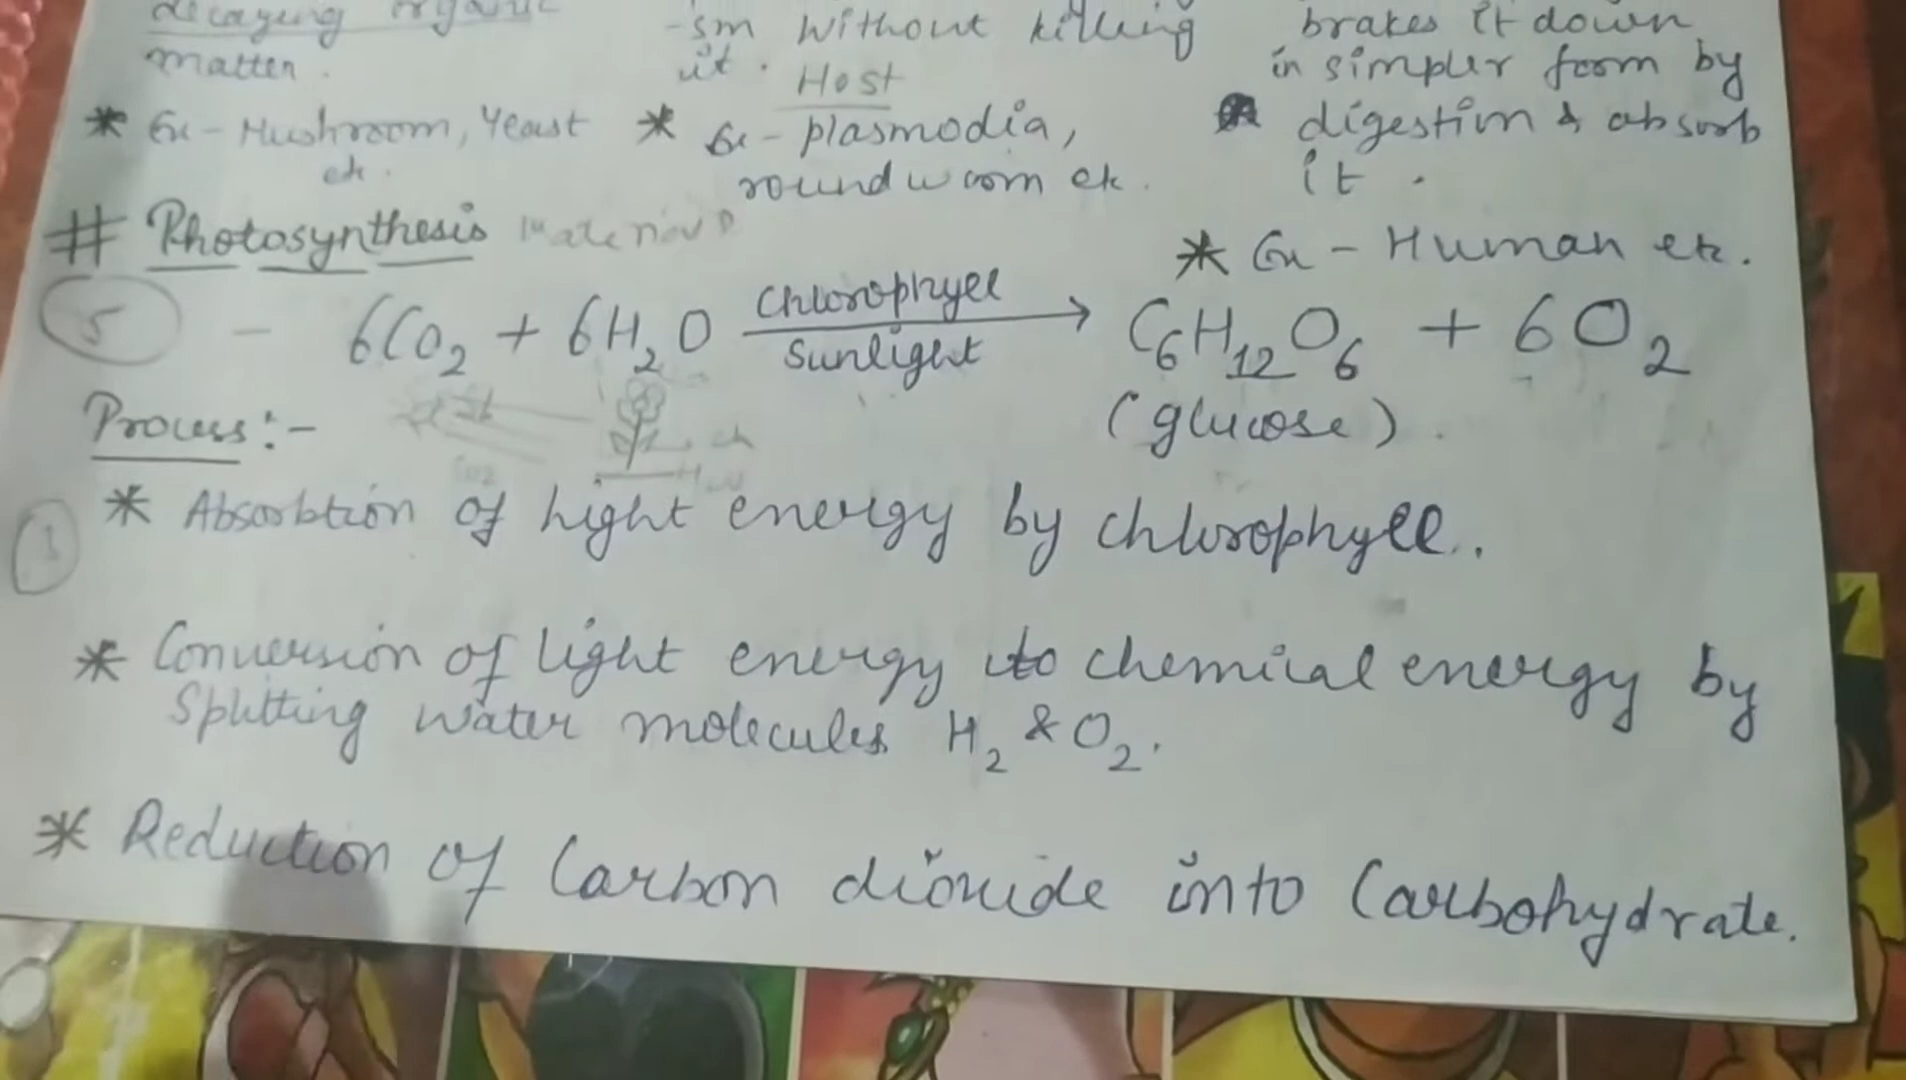 decaying organic
matter.
* Ex - Mushroom, Yeast
etc.
-sm without killing
it.
Host
* Ex - plasmodia,
roundworm etc.
brakes it down
in simpler form by
digestion & absorb
it.
* Ex - Human etc.
# Photosynthesis
5
- 6CO₂ + 6H₂O Chlorophyll Sunlight → C₆H₁₂O₆ + 6O₂
(glucose).
Process:-
* Absorbtion of light energy by chlorophyll.
* Conversion of light energy to chemical energy by
Splitting water molecules H₂ & O₂.
* Reduction of Carbon dioxide into Carbohydrate.